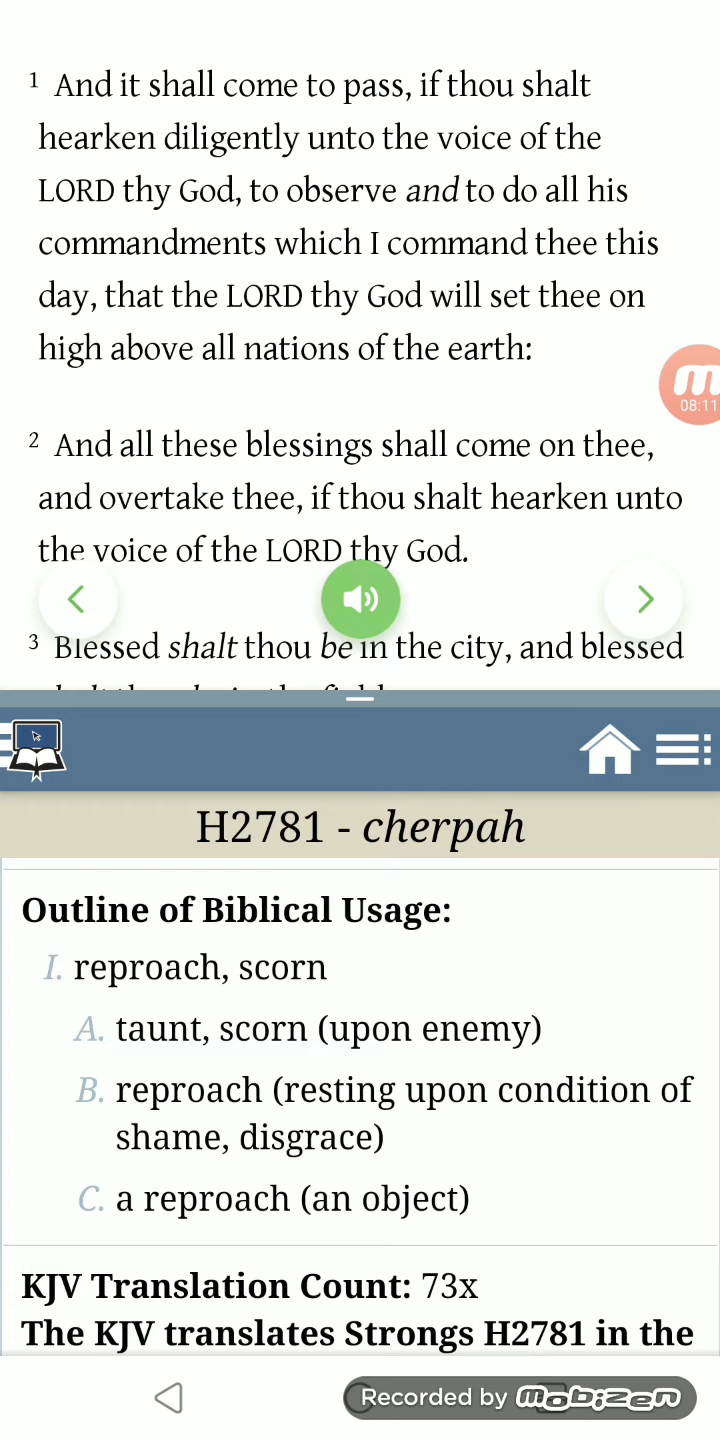 1 And it shall come to pass, if thou shalt
hearken diligently unto the voice of the
LORD thy God, to observe and to do all his
commandments which I command thee this
day, that the LORD thy God will set thee on
high above all nations of the earth:
08:11
2 And all these blessings shall come on thee,
and overtake thee, if thou shalt hearken unto
the voice of the LORD thy God.
3 Blessed shalt thou be in the city, and blessed
H2781 - cherpah
Outline of Biblical Usage:
I. reproach, scorn
A. taunt, scorn (upon enemy)
B. reproach (resting upon condition of
shame, disgrace)
C. a reproach (an object)
KJV Translation Count: 73x
The KJV translates Strongs H2781 in the
Recorded by mobizen